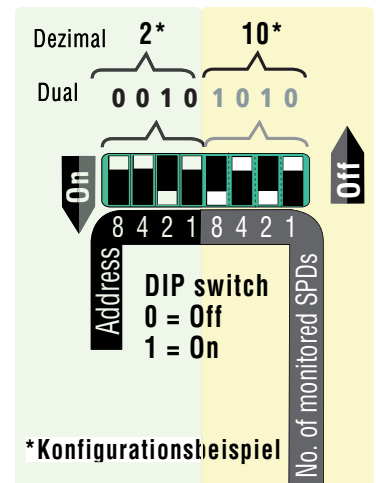 Dezimal 2* 10*
Dual 0 0 1 0 1 0 1 0
On Off
8 4 2 1 8 4 2 1
Address
No. of monitored SPDs
DIP switch
0 = Off
1 = On
*Konfigurationsbeispiel